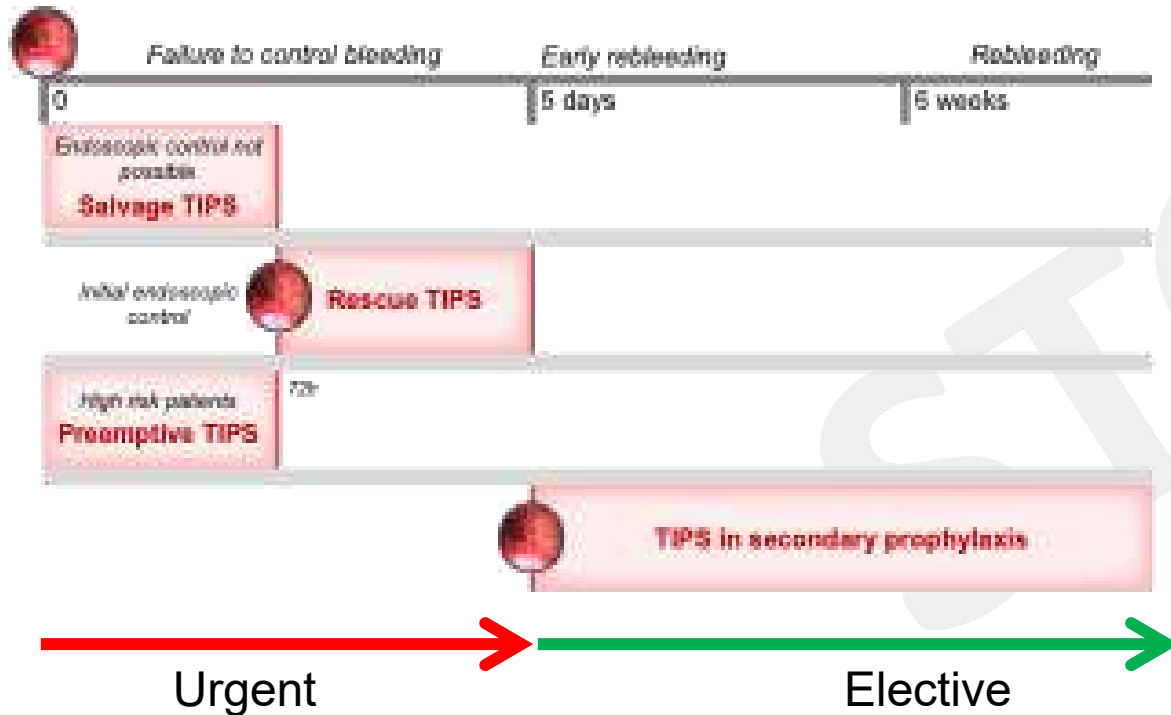 Failure to control bleeding
Early rebleeding
Rebleeding
0
5 days
6 weeks
Endoscopic control not
possible
Salvage TIPS
Initial endoscopic
control
Rescue TIPS
72h
High risk patients
Preemptive TIPS
TIPS in secondary prophylaxis
Urgent
Elective